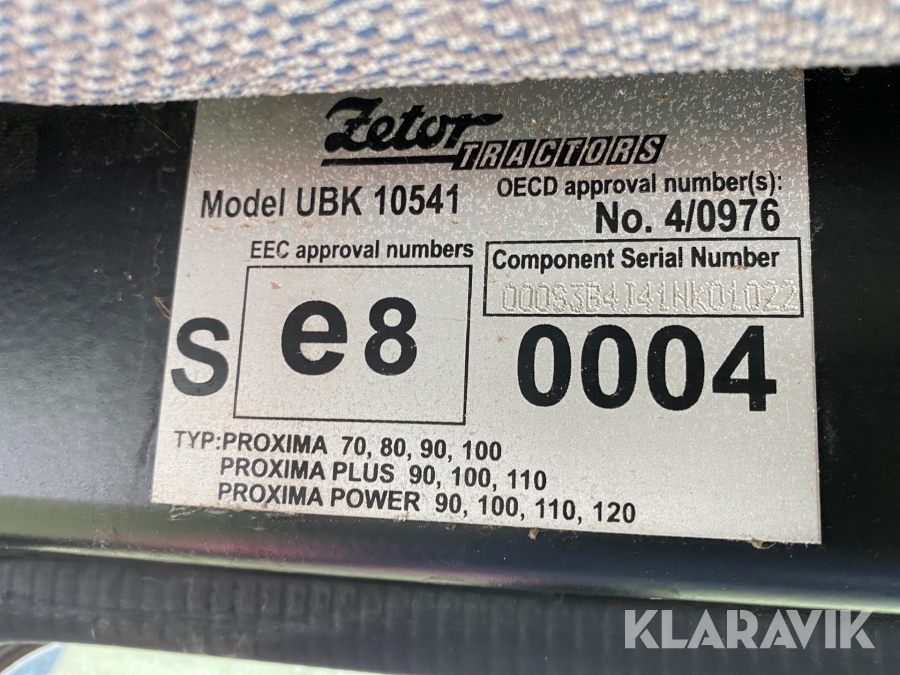 Zetor
TRACTORS
Model UBK 10541
OECD approval number(s):
No. 4/0976
EEC approval numbers
Component Serial Number
000S3B4J41HK01022
S e8 0004
TYP:PROXIMA 70, 80, 90, 100
PROXIMA PLUS 90, 100, 110
PROXIMA POWER 90, 100, 110, 120
KLARAVIK